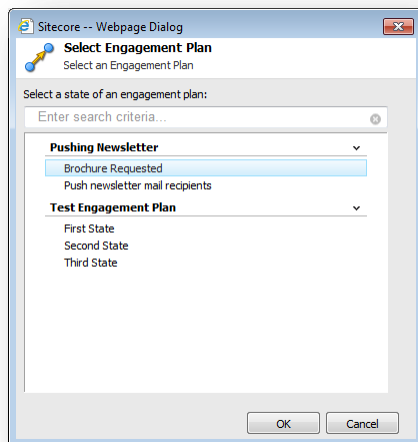 Sitecore -- Webpage Dialog
Select Engagement Plan
Select an Engagement Plan
Select a state of an engagement plan:
Enter search criteria...
Pushing Newsletter
Brochure Requested
Push newsletter mail recipients
Test Engagement Plan
First State
Second State
Third State
OK
Cancel